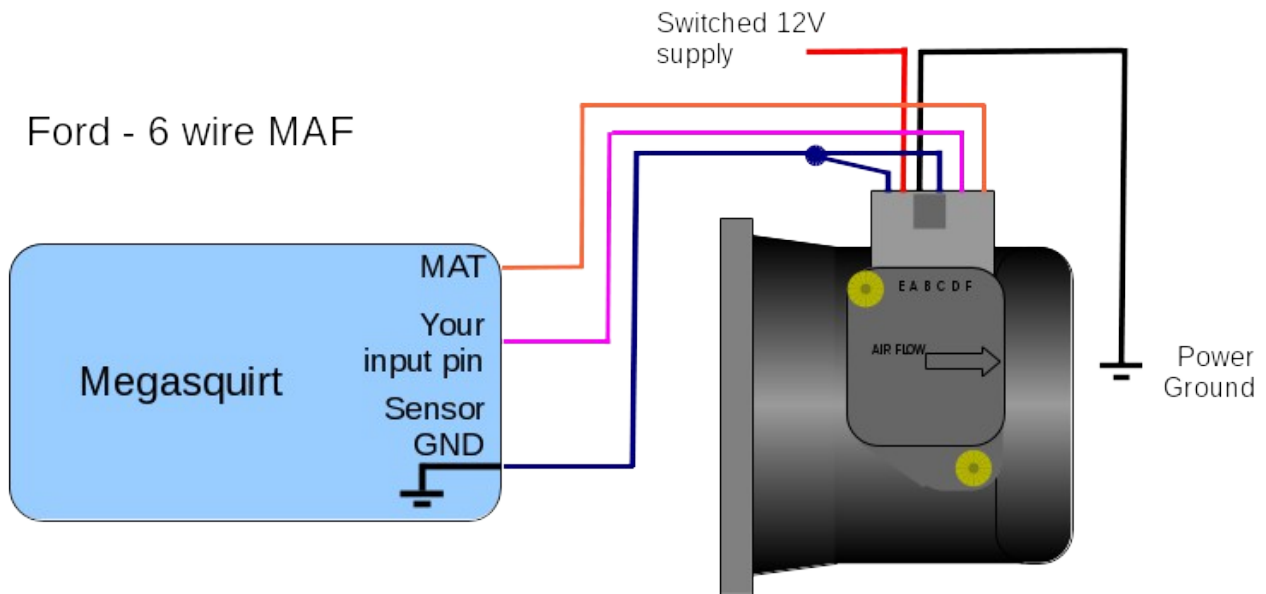 Switched 12V
supply
Ford - 6 wire MAF
MAT
Your
input pin
Sensor
GND
Megasquirt
E A B C D F
AIR FLOW
Power
Ground